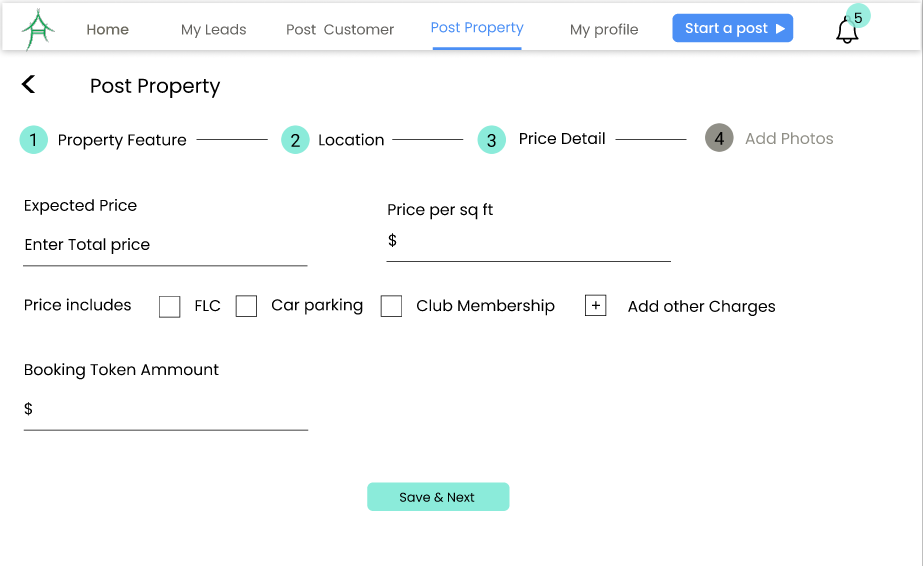 Home My Leads Post Customer Post Property My profile Start a post 5
Post Property
1 Property Feature 2 Location 3 Price Detail 4 Add Photos
Expected Price Price per sq ft
Enter Total price $
Price includes FLC Car parking Club Membership + Add other Charges
Booking Token Ammount
$
Save & Next